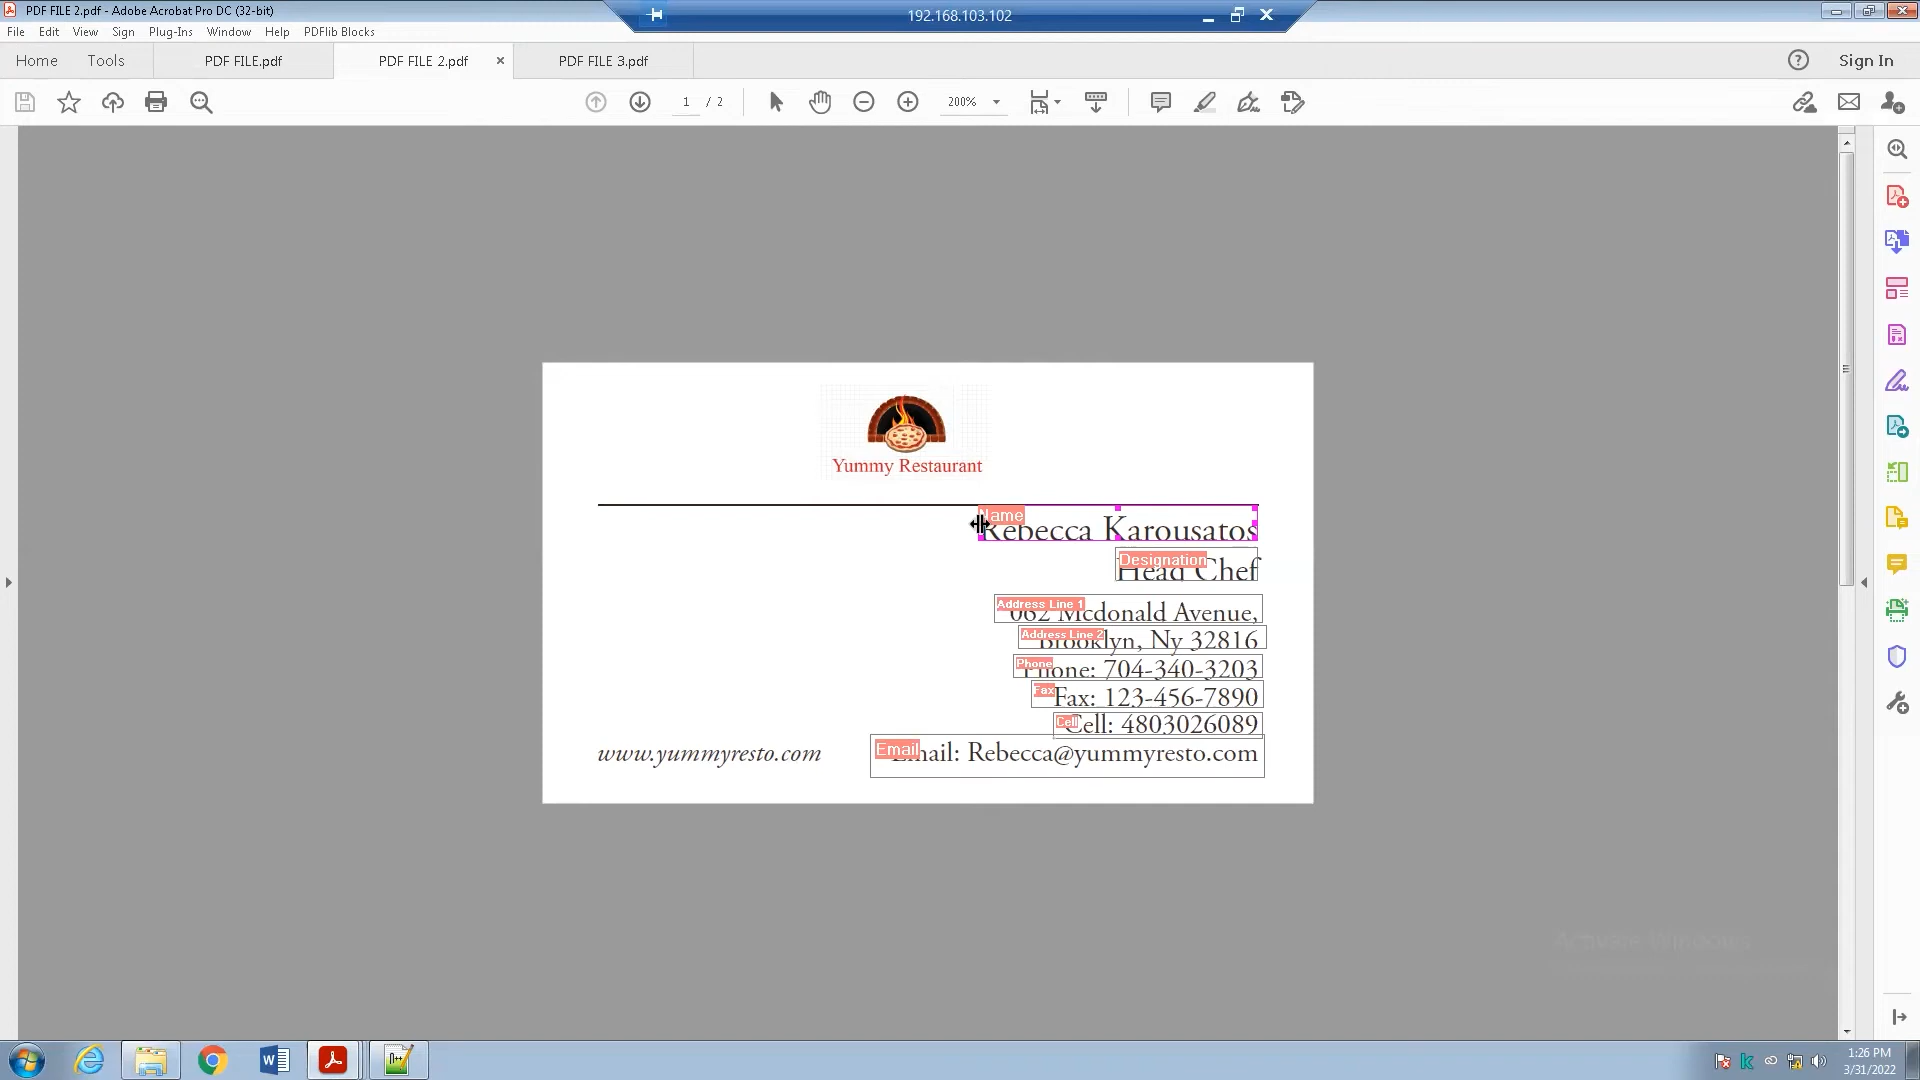 PDF FILE 2.pdf - Adobe Acrobat Pro DC (32-bit)
192.168.103.102
File Edit View Sign Plug-Ins Window Help PDFlib Blocks
Home Tools PDF FILE.pdf PDF FILE 2.pdf × PDF FILE 3.pdf Sign In
1 / 2 200%
Yummy Restaurant
Name
Rebecca Karousatos
Designation
Head Chef
Address Line 1
062 Mcdonald Avenue,
Address Line 2
Brooklyn, Ny 32816
Phone
Phone: 704-340-3203
Fax
Fax: 123-456-7890
Cell
Cell: 4803026089
Email
www.yummyresto.com Email: Rebecca@yummyresto.com
Activate Windows
1:26 PM
3/31/2022